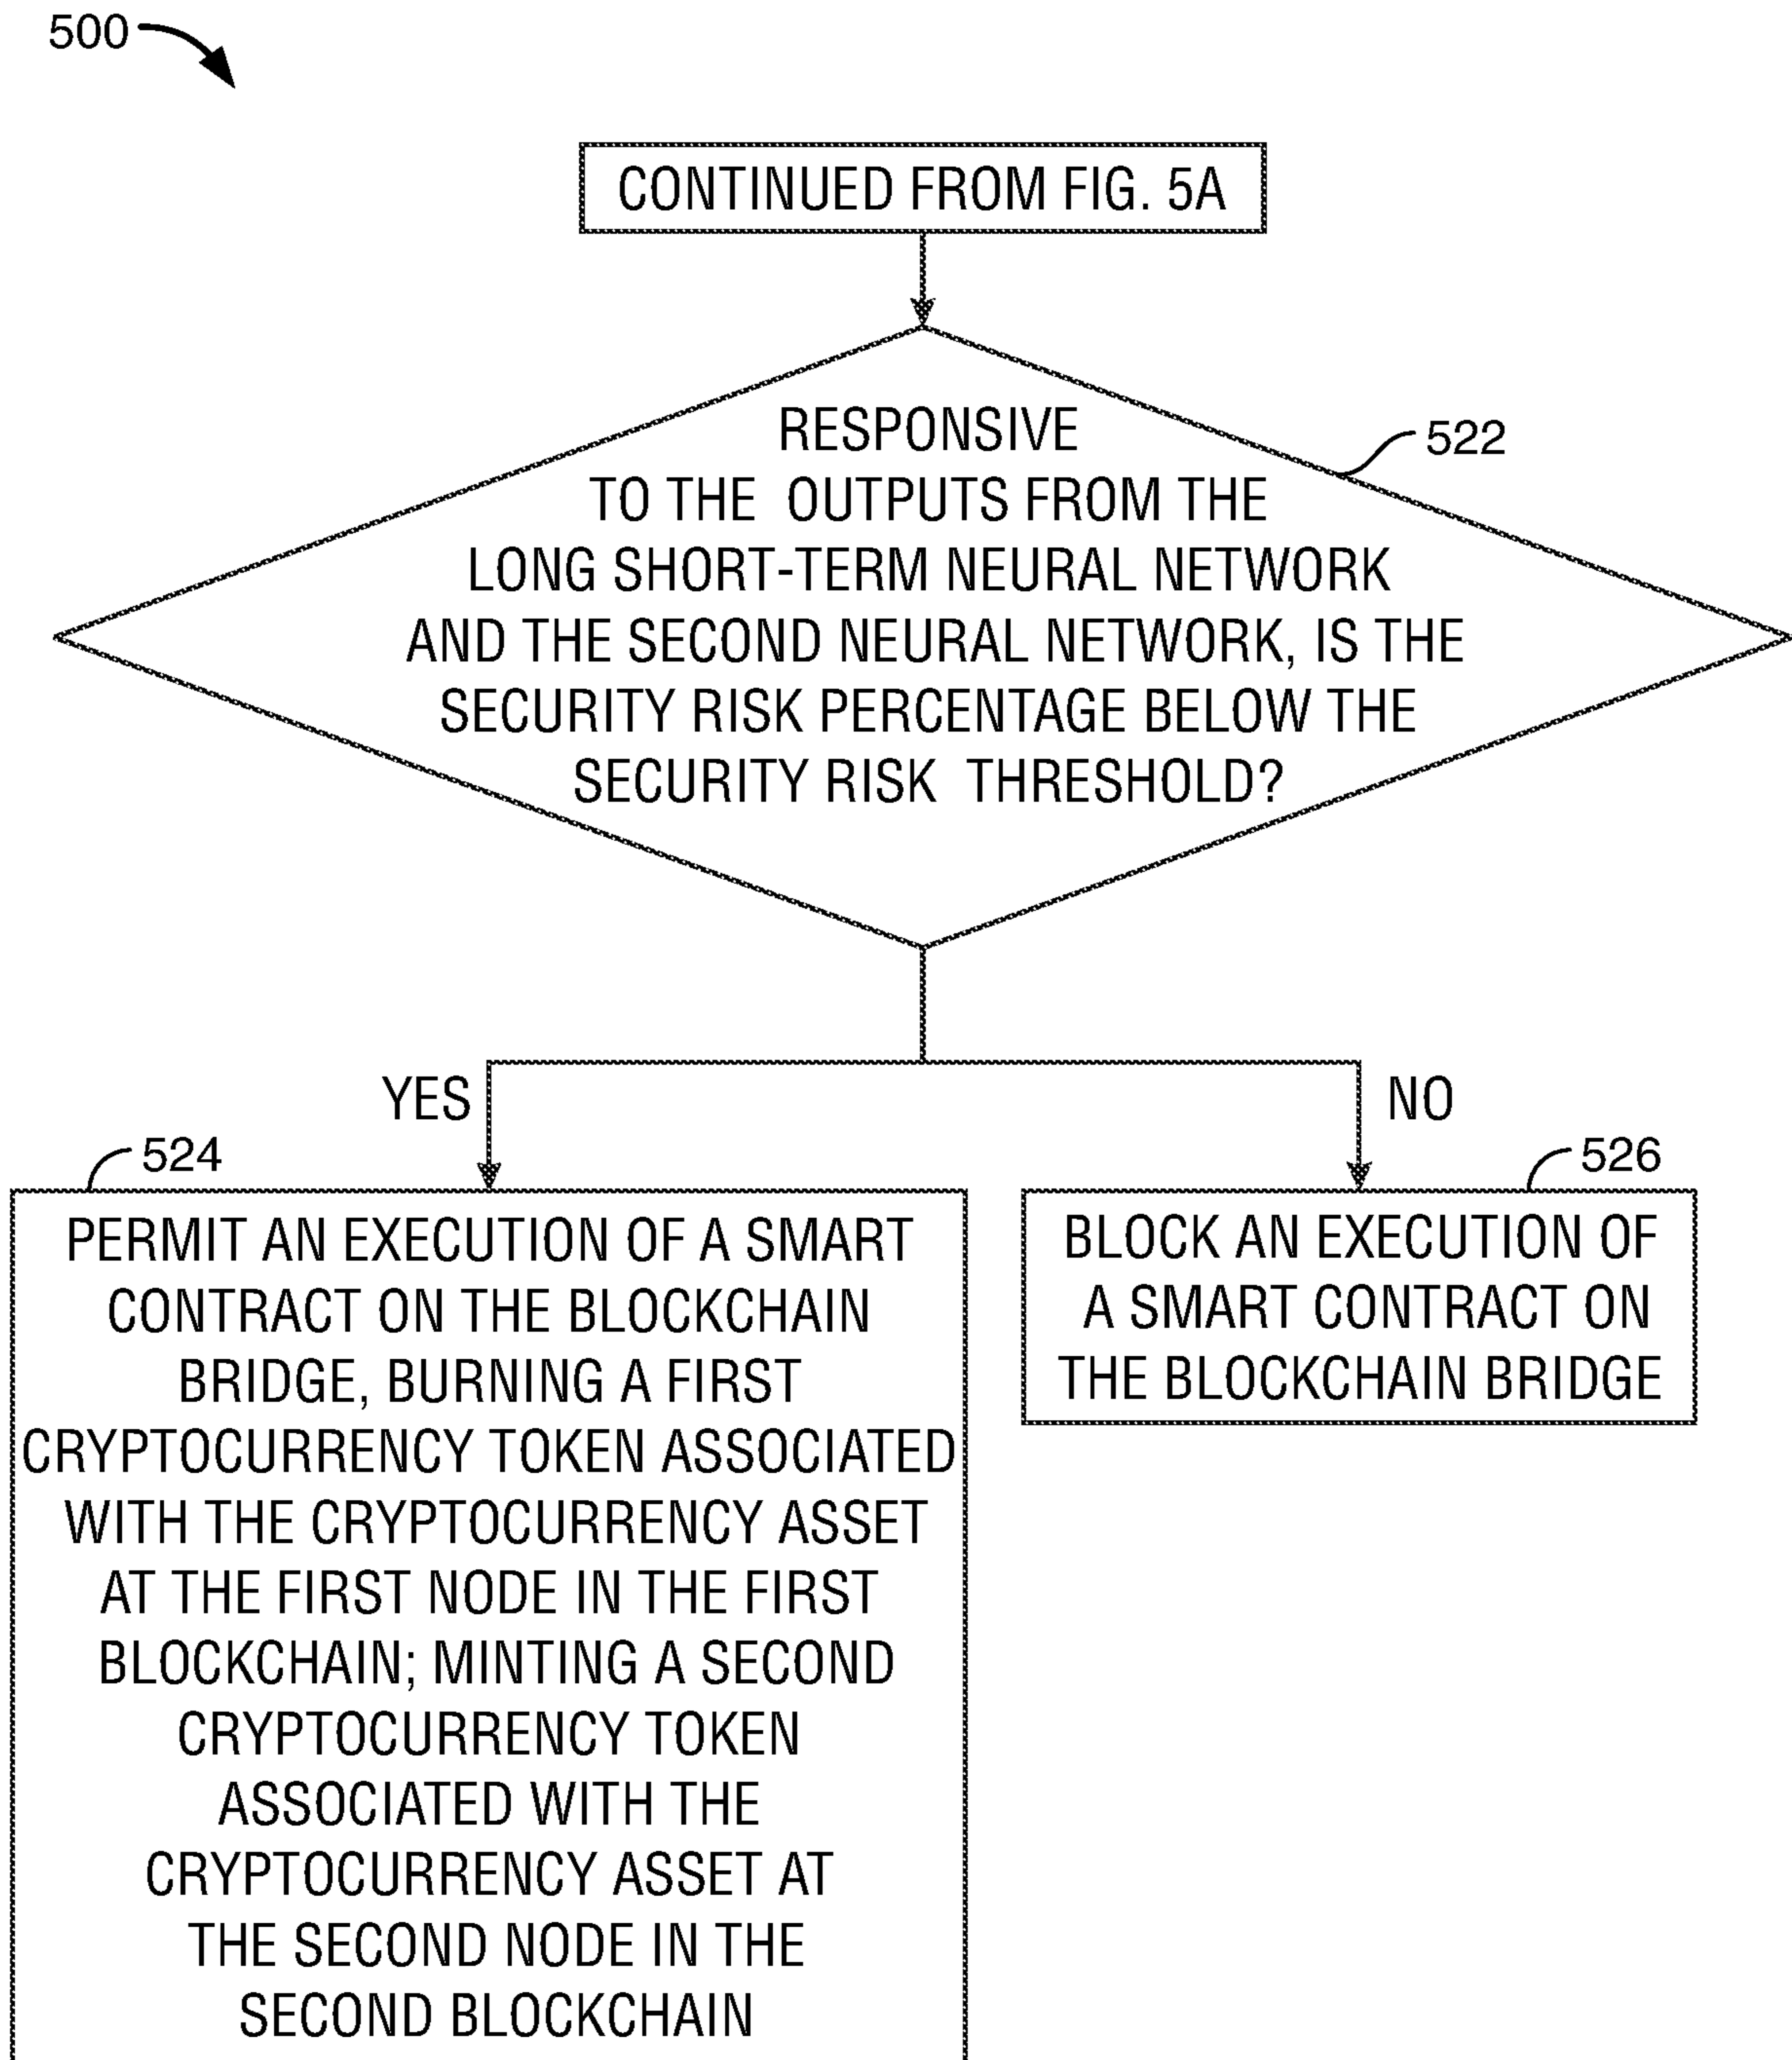 500
CONTINUED FROM FIG. 5A
RESPONSIVE
TO THE OUTPUTS FROM THE
LONG SHORT-TERM NEURAL NETWORK
AND THE SECOND NEURAL NETWORK, IS THE
SECURITY RISK PERCENTAGE BELOW THE
SECURITY RISK THRESHOLD?
522
YES
NO
524
PERMIT AN EXECUTION OF A SMART
CONTRACT ON THE BLOCKCHAIN
BRIDGE, BURNING A FIRST
CRYPTOCURRENCY TOKEN ASSOCIATED
WITH THE CRYPTOCURRENCY ASSET
AT THE FIRST NODE IN THE FIRST
BLOCKCHAIN; MINTING A SECOND
CRYPTOCURRENCY TOKEN
ASSOCIATED WITH THE
CRYPTOCURRENCY ASSET AT
THE SECOND NODE IN THE
SECOND BLOCKCHAIN
526
BLOCK AN EXECUTION OF
A SMART CONTRACT ON
THE BLOCKCHAIN BRIDGE